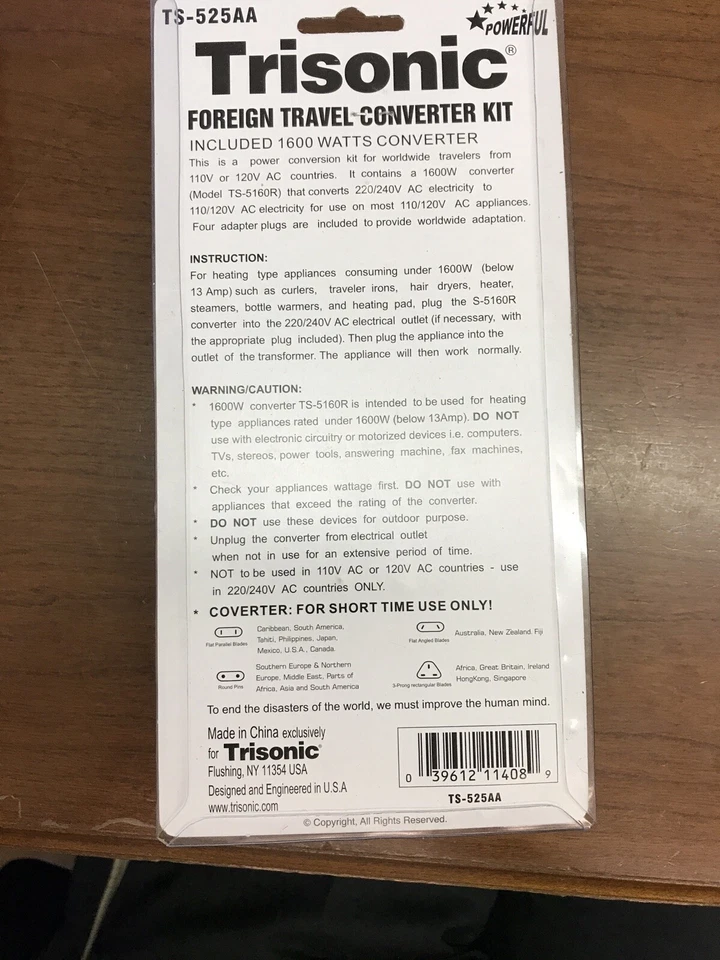 TS-525AA
POWERFUL
Trisonic®
FOREIGN TRAVEL CONVERTER KIT
INCLUDED 1600 WATTS CONVERTER
This is a power conversion kit for worldwide travelers from
110V or 120V AC countries. It contains a 1600W converter
(Model TS-5160R) that converts 220/240V AC electricity to
110/120V AC electricity for use on most 110/120V AC appliances.
Four adapter plugs are included to provide worldwide adaptation.
INSTRUCTION:
For heating type appliances consuming under 1600W (below
13 Amp) such as curlers, traveler irons, hair dryers, heater,
steamers, bottle warmers, and heating pad, plug the S-5160R
converter into the 220/240V AC electrical outlet (if necessary, with
the appropriate plug included). Then plug the appliance into the
outlet of the transformer. The appliance will then work normally.
WARNING/CAUTION:
* 1600W converter TS-5160R is intended to be used for heating
type appliances rated under 1600W (below 13Amp). DO NOT
use with electronic circuitry or motorized devices i.e. computers.
TVs, stereos, power tools, answering machine, fax machines,
etc.
* Check your appliances wattage first. DO NOT use with
appliances that exceed the rating of the converter.
* DO NOT use these devices for outdoor purpose.
* Unplug the converter from electrical outlet
when not in use for an extensive period of time.
* NOT to be used in 110V AC or 120V AC countries - use
in 220/240V AC countries ONLY.
* COVERTER: FOR SHORT TIME USE ONLY!
Flat Parallel Blades
Caribbean, South America,
Tahiti, Philippines, Japan,
Mexico, U.S.A., Canada.
Flat Angled Blades
Australia, New Zealand. Fiji
Round Pins
Southern Europe & Northern
Europe, Middle East, Parts of
Africa, Asia and South America
3-Prong rectangular Blades
Africa, Great Britain, Ireland
HongKong, Singapore
To end the disasters of the world, we must improve the human mind.
Made in China exclusively
for Trisonic®
Flushing, NY 11354 USA
Designed and Engineered in U.S.A
www.trisonic.com
0 39612 11408 9
TS-525AA
© Copyright, All Rights Reserved.